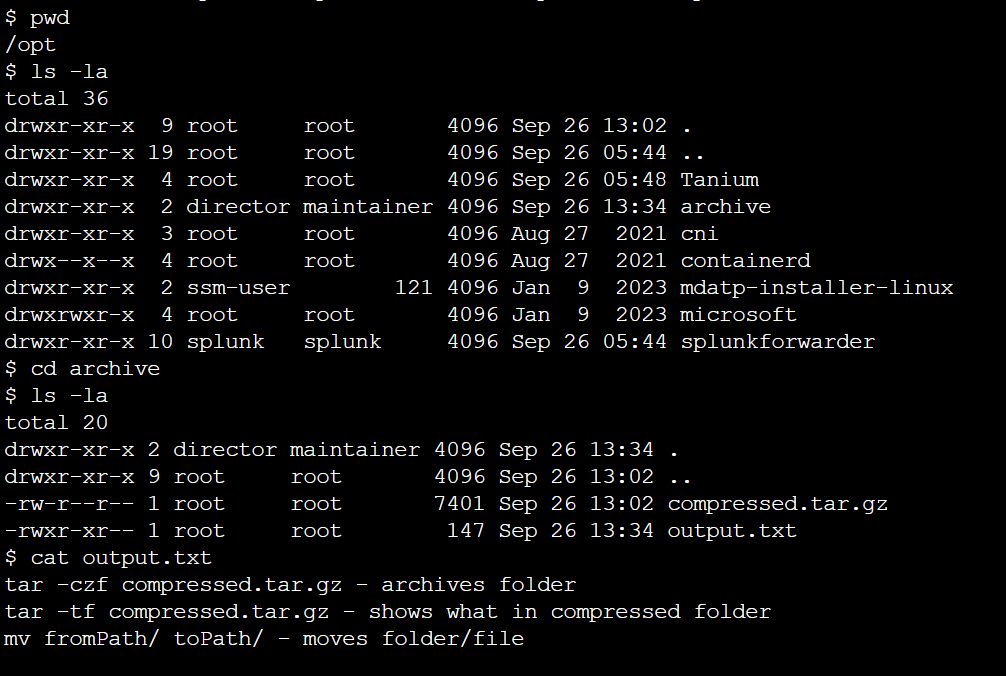 $ pwd
/opt
$ ls -la
total 36
drwxr-xr-x  9 root     root       4096 Sep 26 13:02 .
drwxr-xr-x 19 root     root       4096 Sep 26 05:44 ..
drwxr-xr-x  4 root     root       4096 Sep 26 05:48 Tanium
drwxr-xr-x  2 director maintainer 4096 Sep 26 13:34 archive
drwxr-xr-x  3 root     root       4096 Aug 27  2021 cni
drwx--x--x  4 root     root       4096 Aug 27  2021 containerd
drwxr-xr-x  2 ssm-user        121 4096 Jan  9  2023 mdatp-installer-linux
drwxrwxr-x  4 root     root       4096 Jan  9  2023 microsoft
drwxr-xr-x 10 splunk   splunk     4096 Sep 26 05:44 splunkforwarder
$ cd archive
$ ls -la
total 20
drwxr-xr-x 2 director maintainer 4096 Sep 26 13:34 .
drwxr-xr-x 9 root     root       4096 Sep 26 13:02 ..
-rw-r--r-- 1 root     root       7401 Sep 26 13:02 compressed.tar.gz
-rwxr-xr-- 1 root     root        147 Sep 26 13:34 output.txt
$ cat output.txt
tar -czf compressed.tar.gz - archives folder
tar -tf compressed.tar.gz - shows what in compressed folder
mv fromPath/ toPath/ - moves folder/file